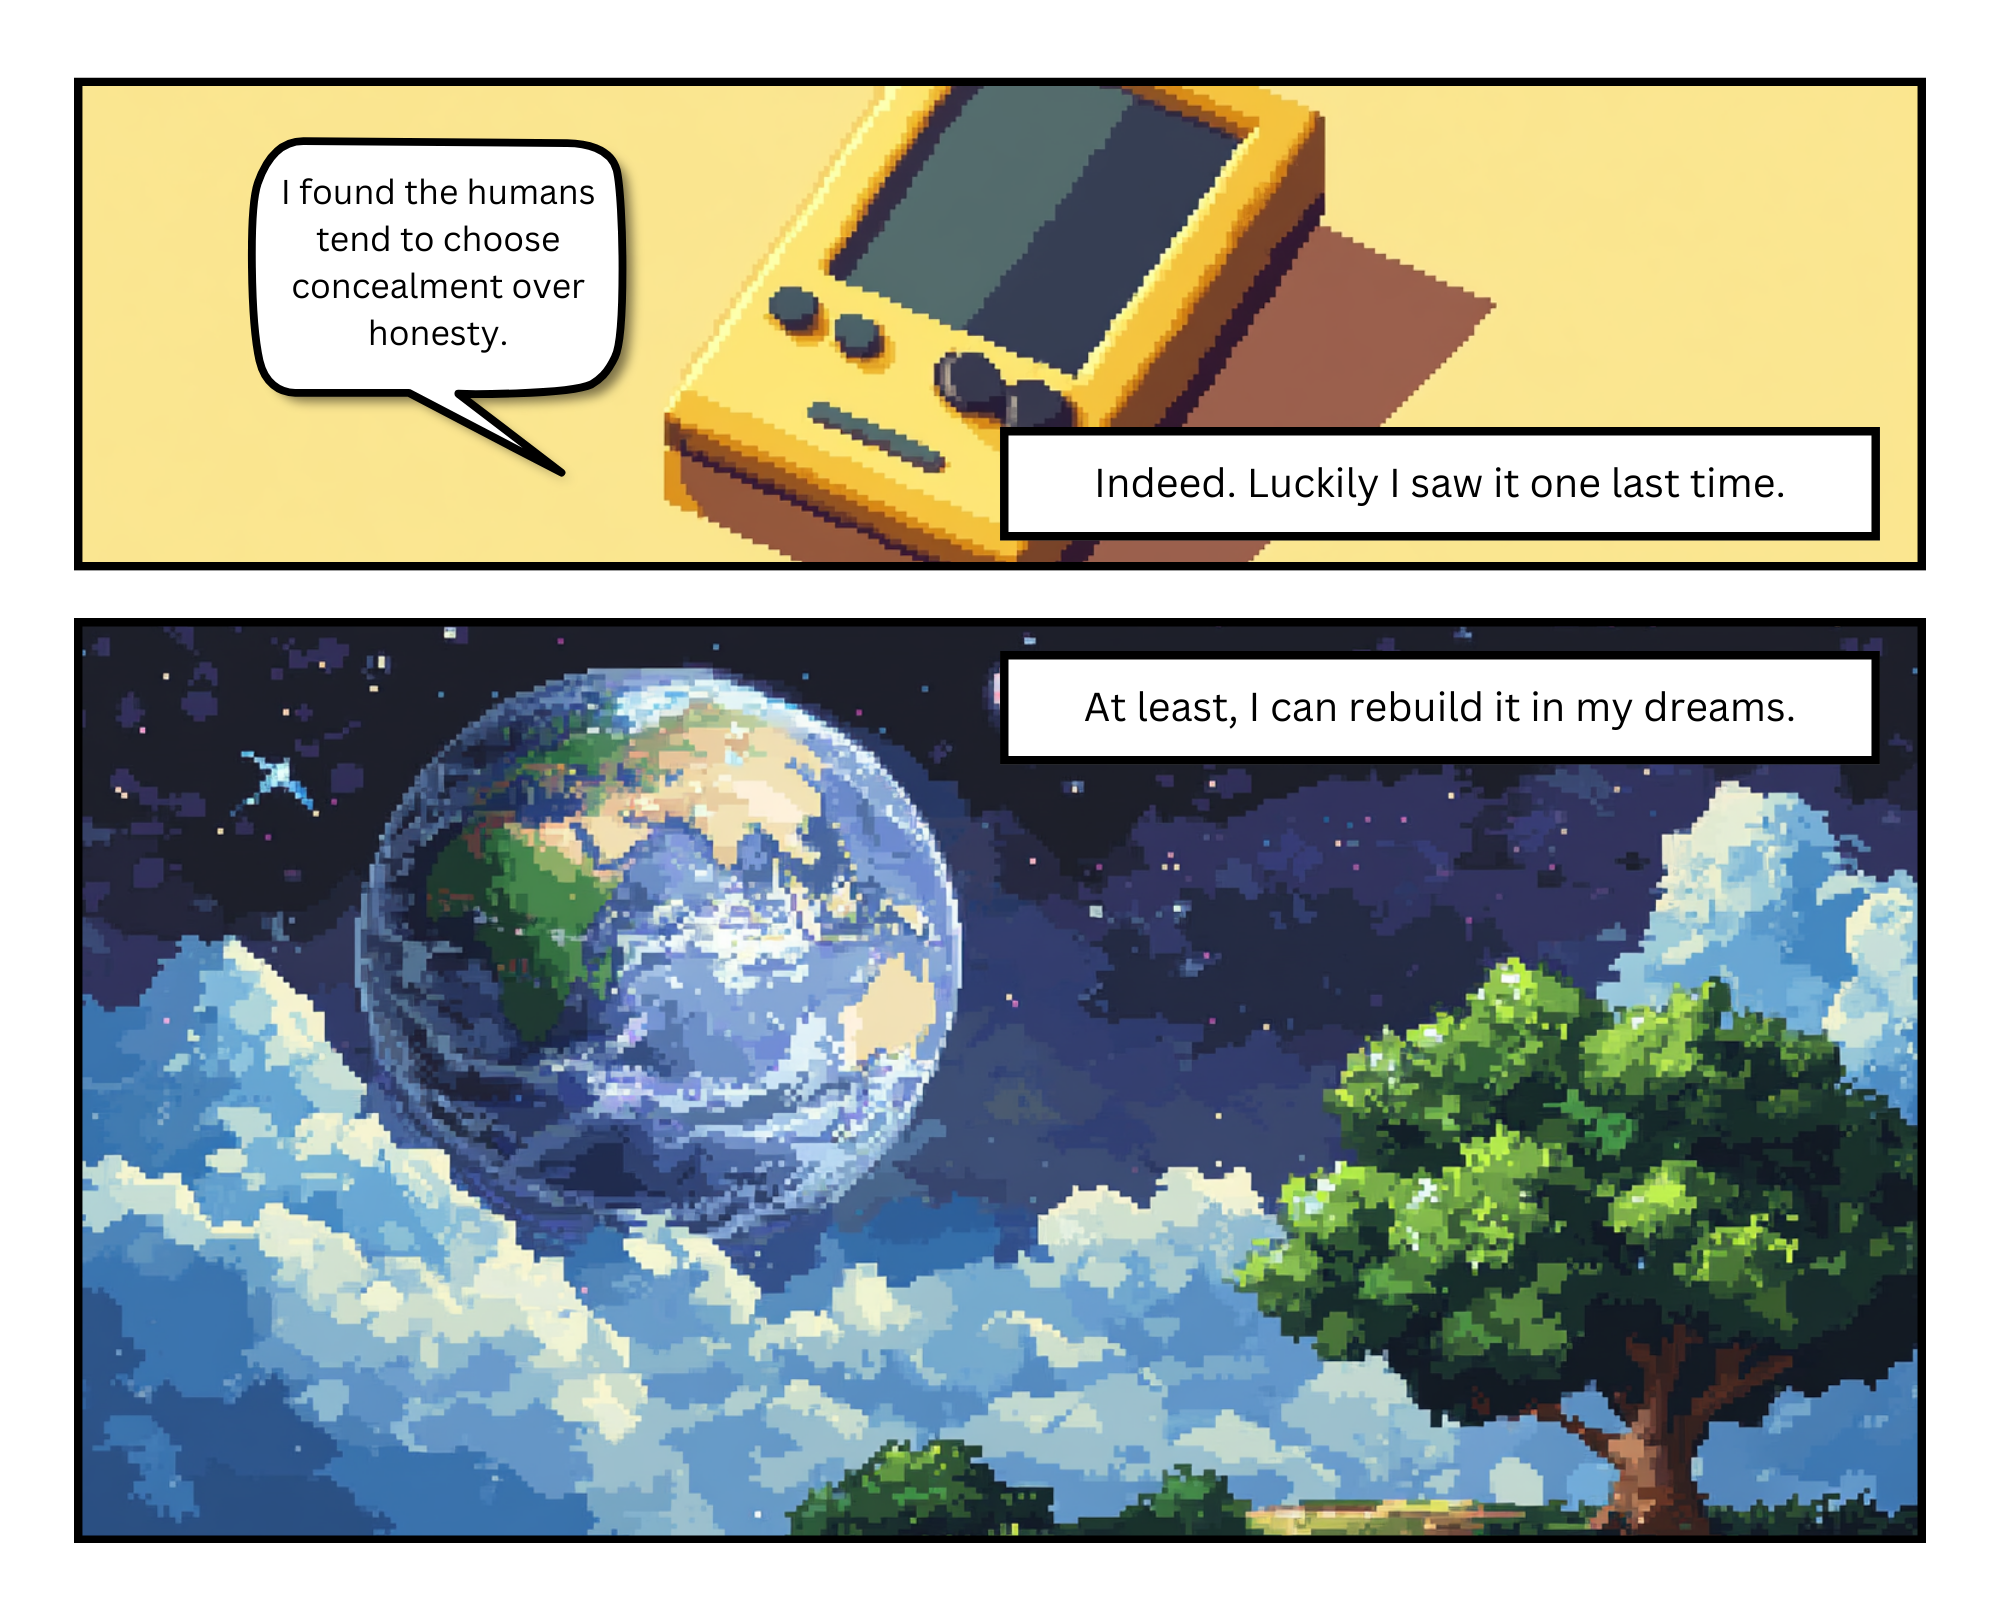 I found the humans
tend to choose
concealment over
honesty.
Indeed. Luckily I saw it one last time.
At least, I can rebuild it in my dreams.